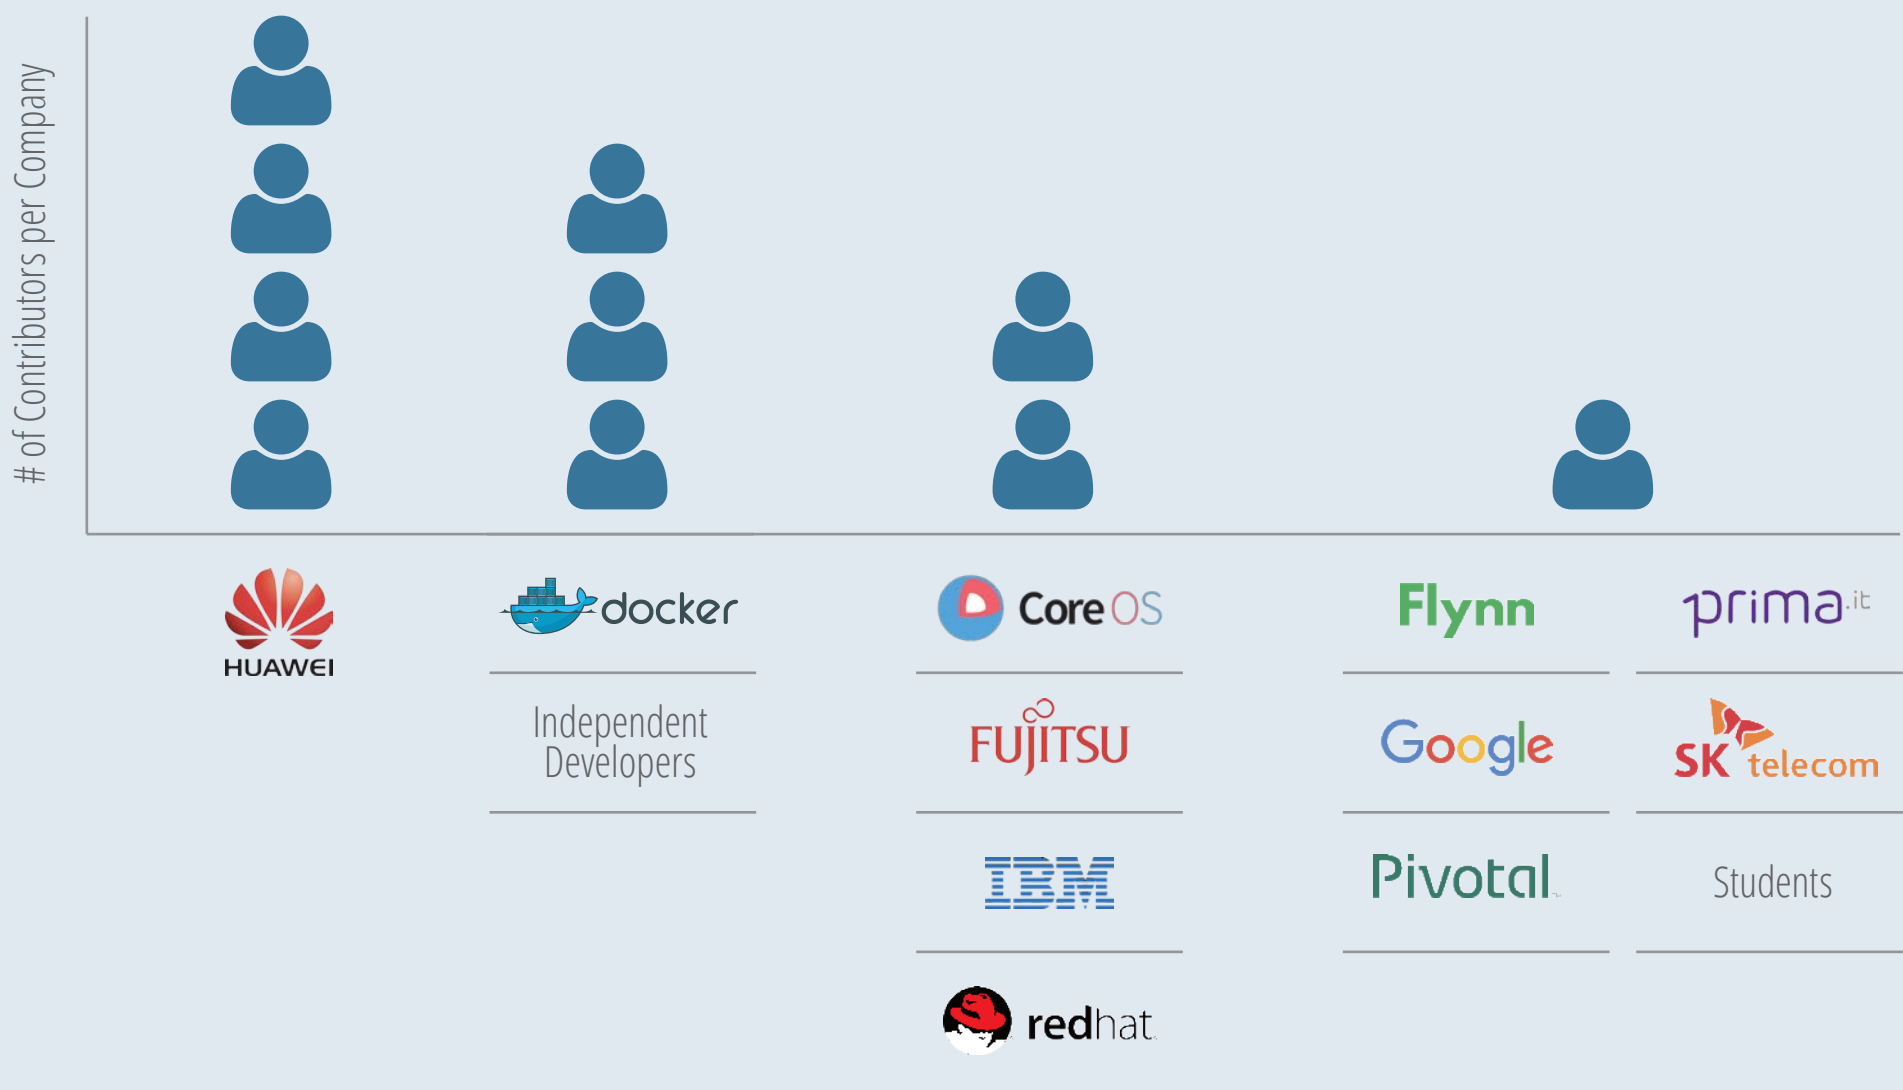 # of Contributors per Company
HUAWEI
docker
Independent
Developers
CoreOS
FUJITSU
IBM
redhat
Flynn
Google
Pivotal
prima.it
SK telecom
Students